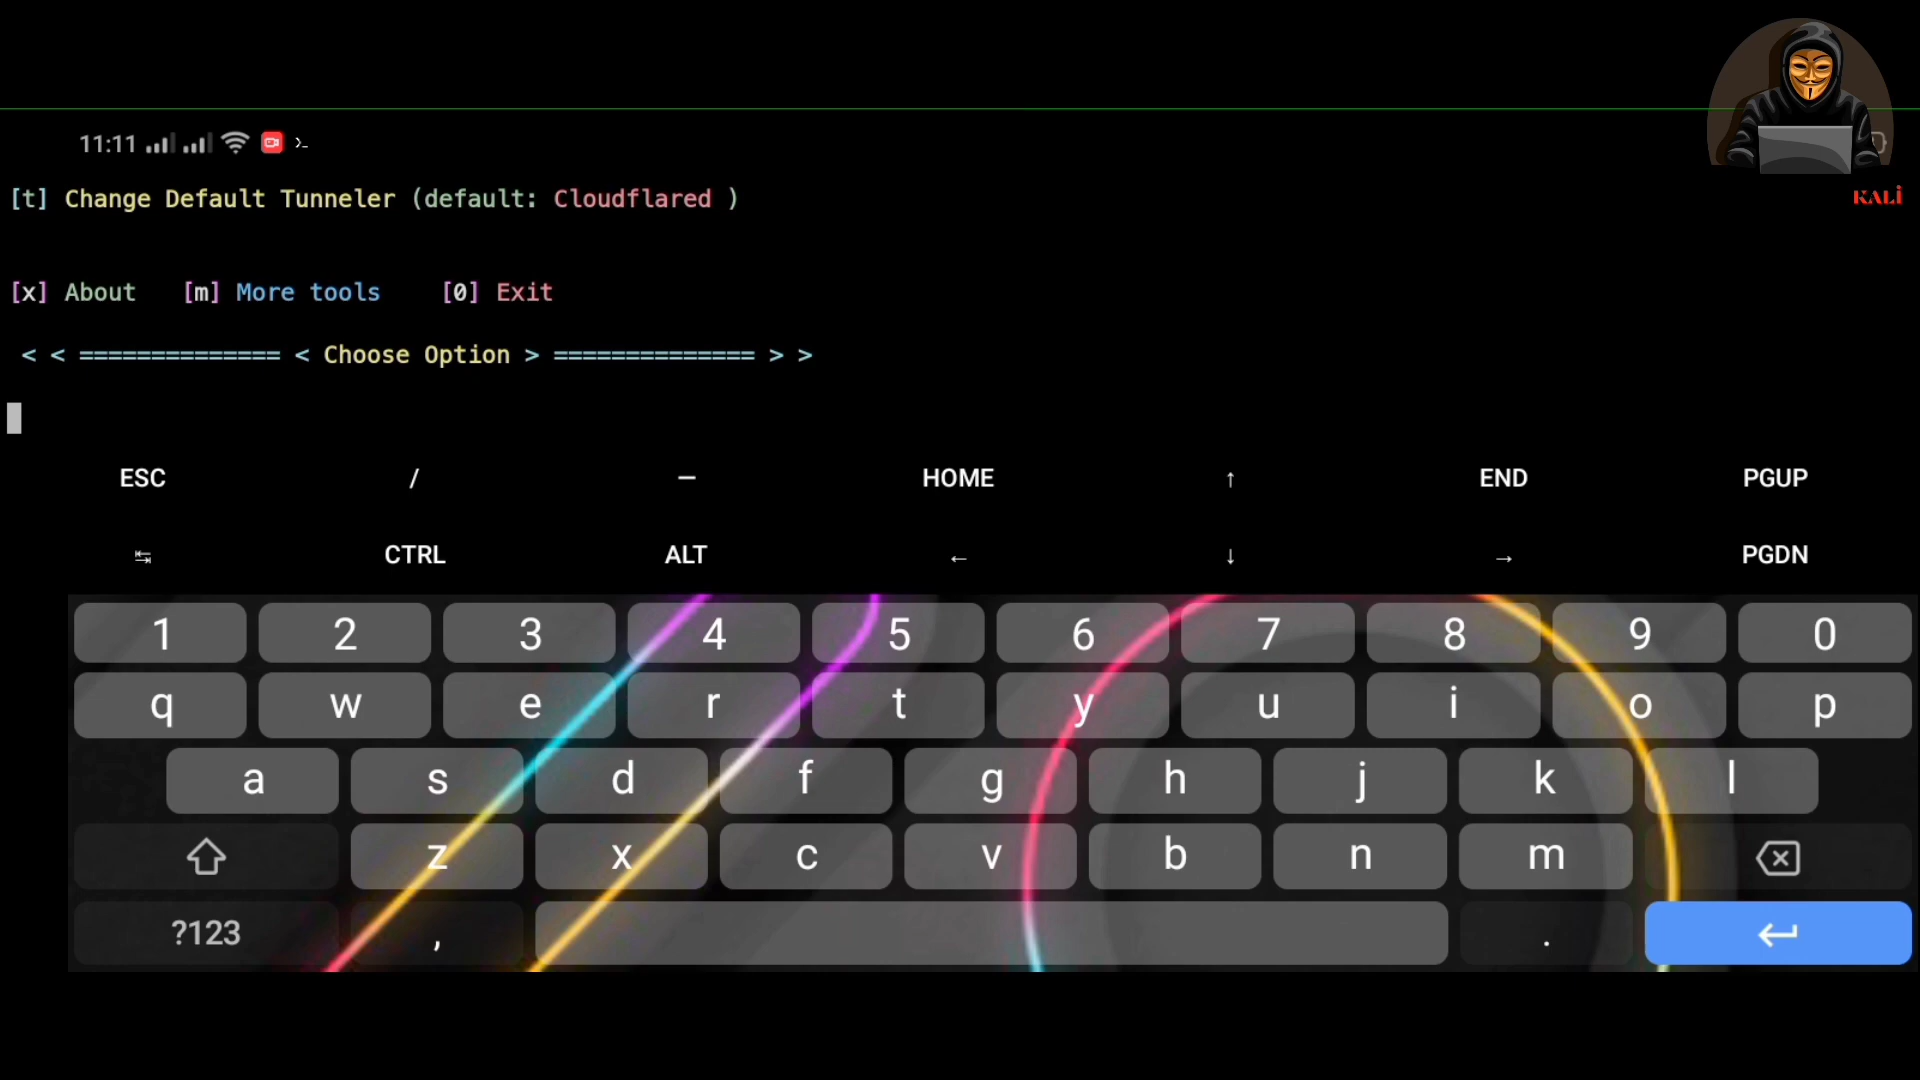 11:11
[t] Change Default Tunneler (default: Cloudflared )
[x] About [m] More tools [0] Exit
< < ============== < Choose Option > ============== > >
ESC / — HOME ↑ END PGUP
⇆ CTRL ALT ← ↓ → PGDN
1 2 3 4 5 6 7 8 9 0
q w e r t y u i o p
a s d f g h j k l
z x c v b n m
?123 , .
KALİ